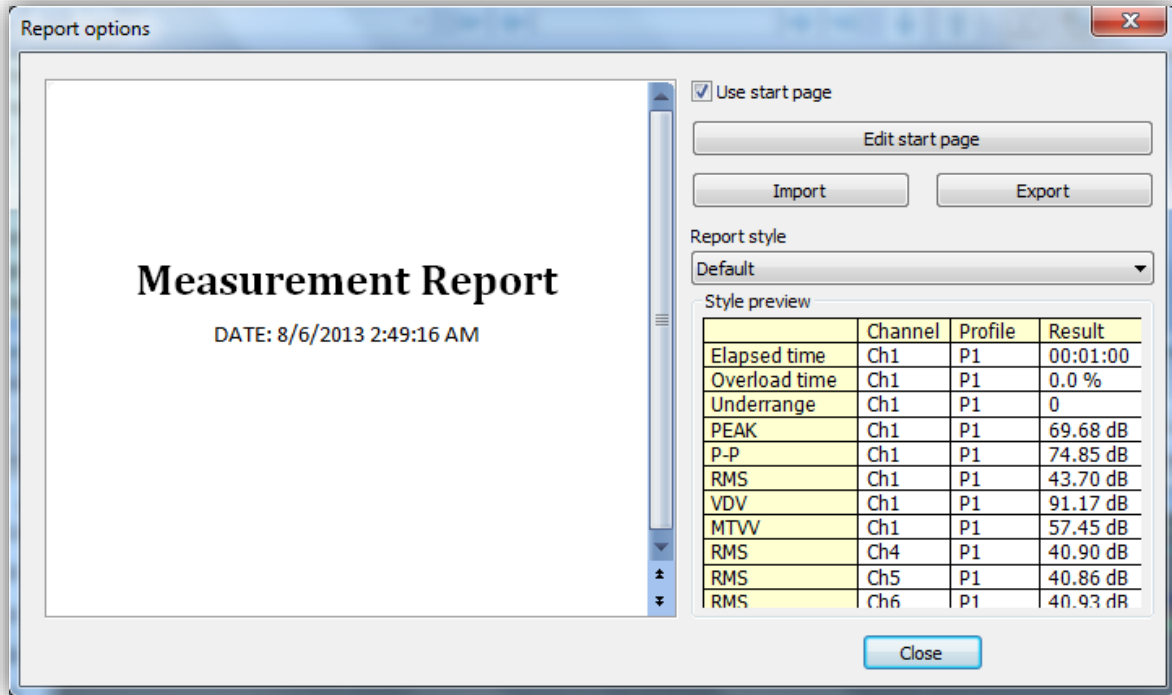 Report options
Measurement Report
DATE: 8/6/2013 2:49:16 AM
Use start page
Edit start page
Import Export
Report style
Default
Style preview
Channel Profile Result
Elapsed time Ch1 P1 00:01:00
Overload time Ch1 P1 0.0 %
Underrange Ch1 P1 0
PEAK Ch1 P1 69.68 dB
P-P Ch1 P1 74.85 dB
RMS Ch1 P1 43.70 dB
VDV Ch1 P1 91.17 dB
MTVV Ch1 P1 57.45 dB
RMS Ch4 P1 40.90 dB
RMS Ch5 P1 40.86 dB
RMS Ch6 P1 40.93 dB
Close